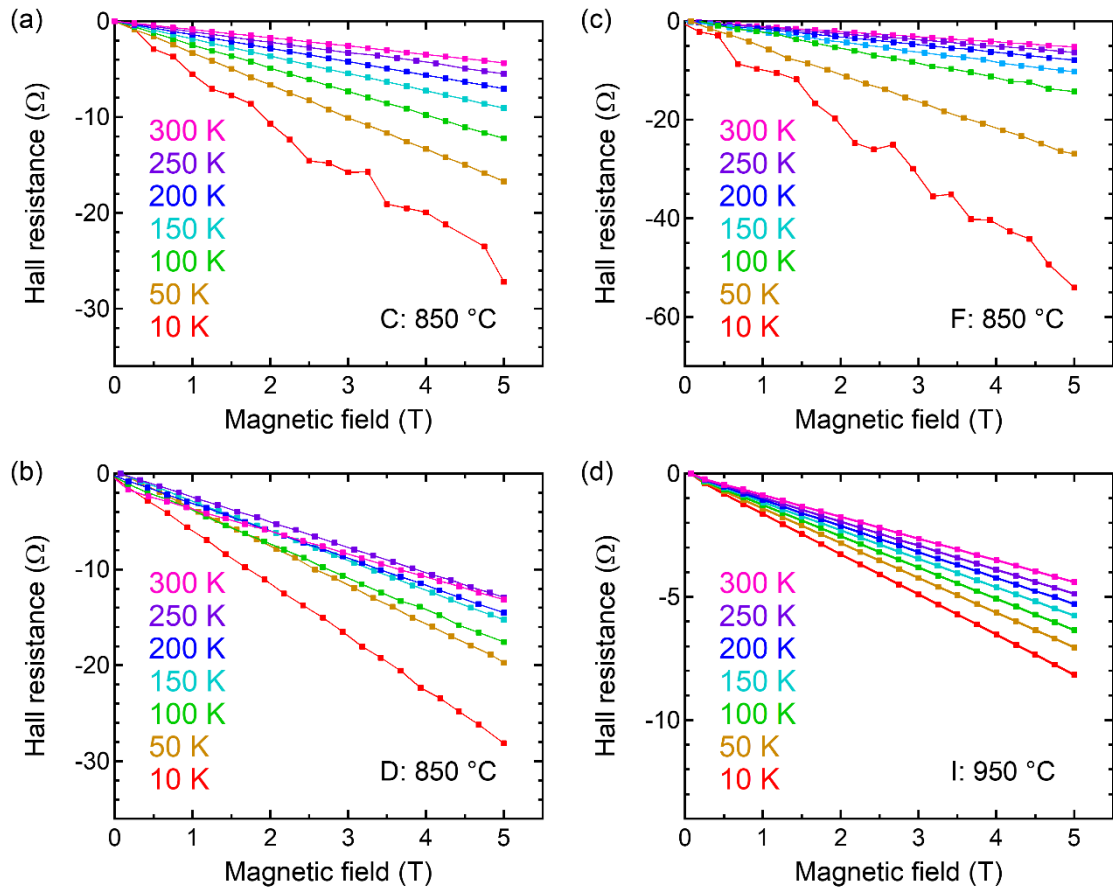 (a)
Hall resistance (Ω)
0
-10
-20
-30
300 K
250 K
200 K
150 K
100 K
50 K
10 K
C: 850 °C
0 1 2 3 4 5
Magnetic field (T)
(c)
Hall resistance (Ω)
0
-20
-40
-60
300 K
250 K
200 K
150 K
100 K
50 K
10 K
F: 850 °C
0 1 2 3 4 5
Magnetic field (T)
(b)
Hall resistance (Ω)
0
-10
-20
-30
300 K
250 K
200 K
150 K
100 K
50 K
10 K
D: 850 °C
0 1 2 3 4 5
Magnetic field (T)
(d)
Hall resistance (Ω)
0
-5
-10
300 K
250 K
200 K
150 K
100 K
50 K
10 K
I: 950 °C
0 1 2 3 4 5
Magnetic field (T)